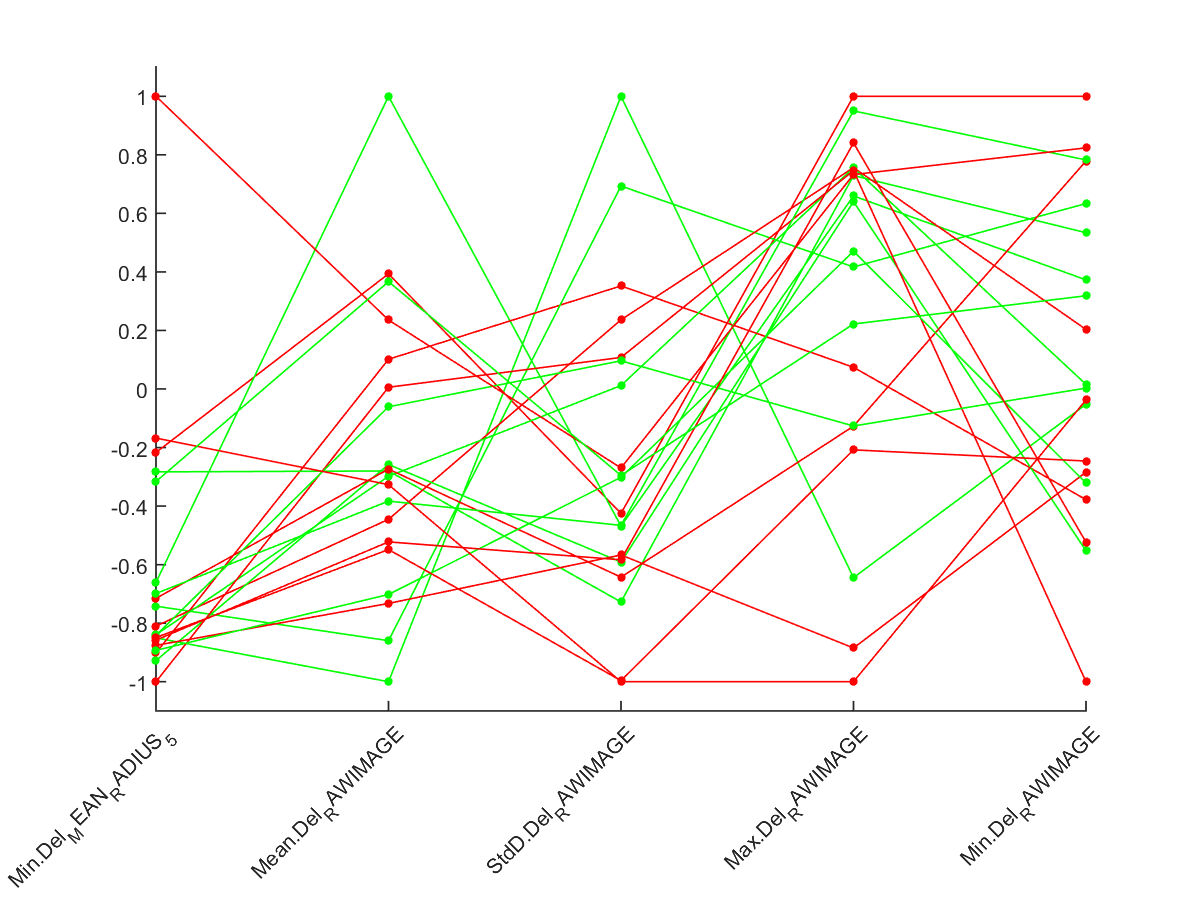 1
0.8
0.6
0.4
0.2
0
-0.2
-0.4
-0.6
-0.8
-1
Min.Del_MEAN_RADIUS_5
Mean.Del_RAWIMAGE
StdD.Del_RAWIMAGE
Max.Del_RAWIMAGE
Min.Del_RAWIMAGE